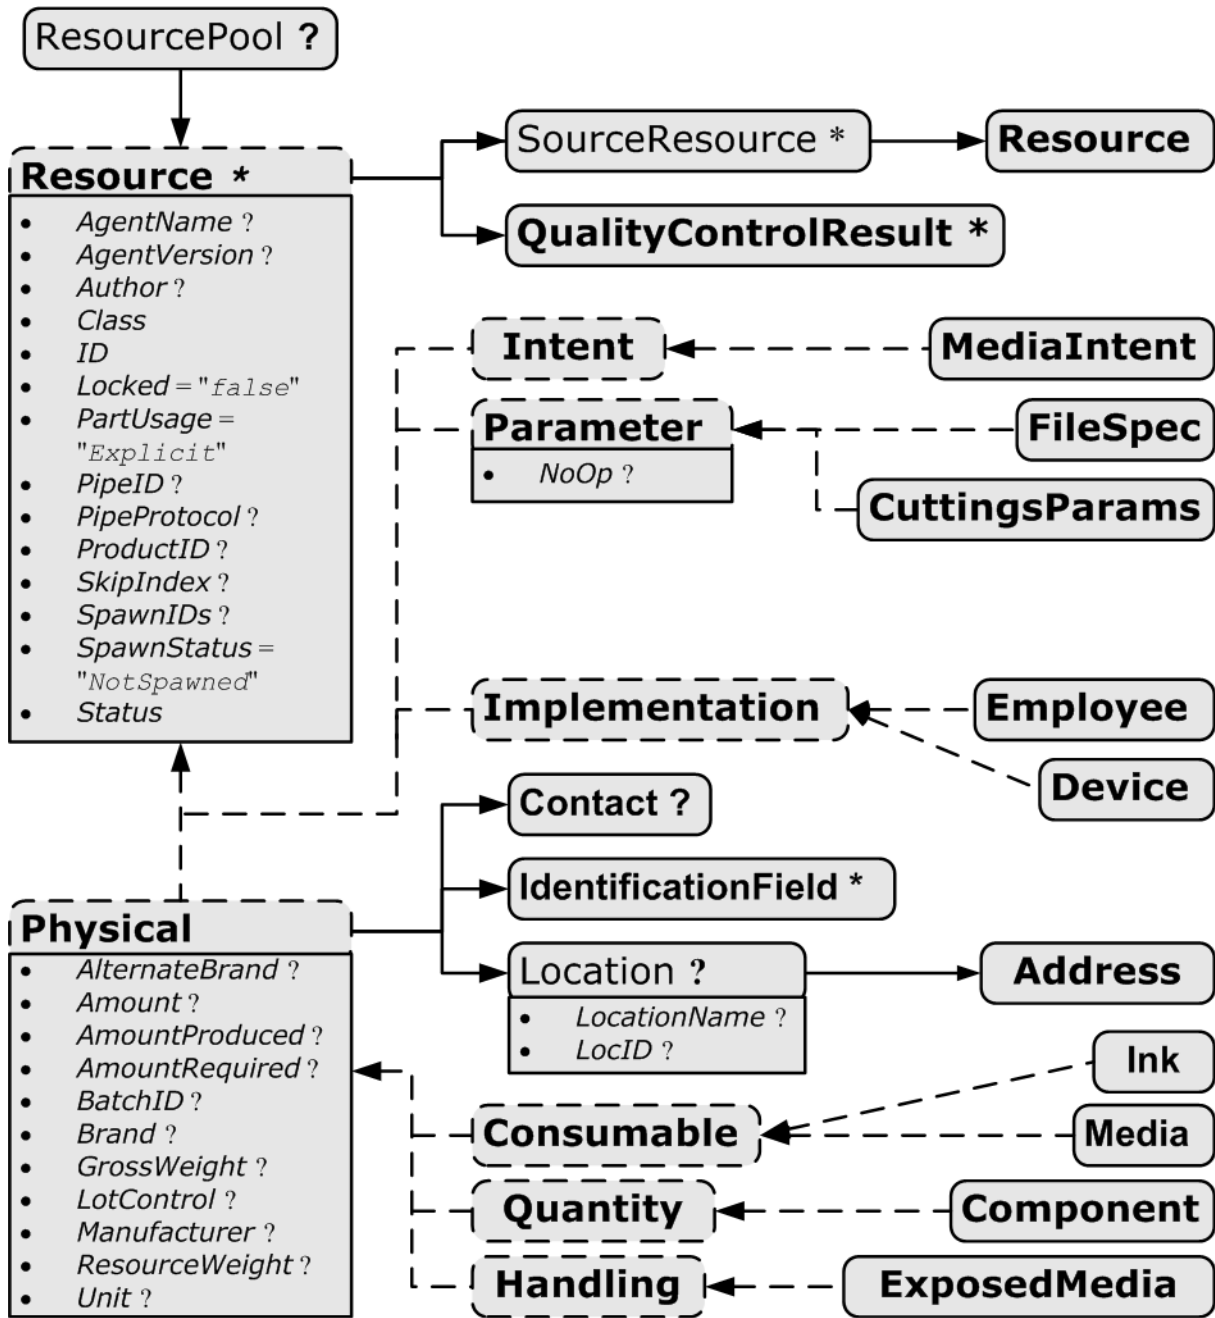 ResourcePool ?
Resource *
• AgentName ?
• AgentVersion ?
• Author ?
• Class
• ID
• Locked = "false"
• PartUsage =
"Explicit"
• PipeID ?
• PipeProtocol ?
• ProductID ?
• SkipIndex ?
• SpawnIDs ?
• SpawnStatus =
"NotSpawned"
• Status
SourceResource *
Resource
QualityControlResult *
Intent
MediaIntent
Parameter
• NoOp ?
FileSpec
CuttingsParams
Implementation
Employee
Device
Physical
• AlternateBrand ?
• Amount ?
• AmountProduced ?
• AmountRequired ?
• BatchID ?
• Brand ?
• GrossWeight ?
• LotControl ?
• Manufacturer ?
• ResourceWeight ?
• Unit ?
Contact ?
IdentificationField *
Location ?
• LocationName ?
• LocID ?
Address
Consumable
Ink
Media
Quantity
Component
Handling
ExposedMedia